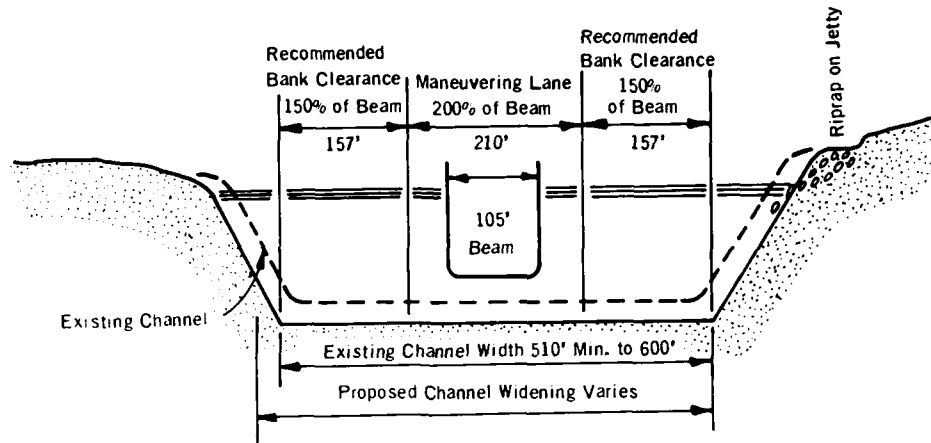 Recommended
Bank Clearance
150% of Beam
157'
Maneuvering Lane
200% of Beam
210'
Recommended
Bank Clearance
150%
of Beam
157'
Riprap on Jetty
105'
Beam
Existing Channel
Existing Channel Width 510' Min. to 600'
Proposed Channel Widening Varies